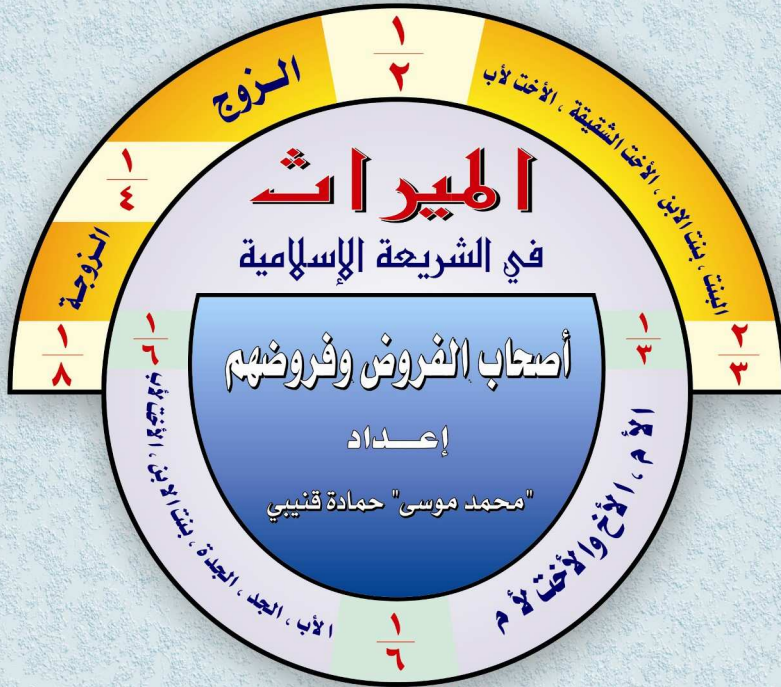 ١/٢
الزوج
١/٤
الزوجة
١/٨
البنت ، بنت الابن ، الأخت الشقيقة ، الأخت لأب
٢/٣
الميراث
في الشريعة الإسلامية
أصحاب الفروض وفروضهم
إعداد
"محمد موسى" حمادة قنيبي
١/٣
الأم ، الأخ والأخت لأم
١/٦
الأب ، الجد ، الجدة ، بنت الابن ، الأخت لأب
١/٦